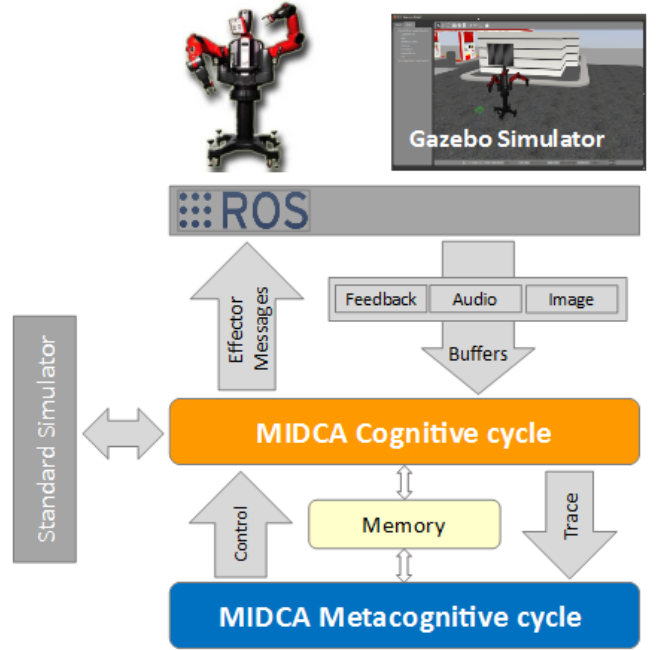 Gazebo Simulator
ROS
Effector
Messages
Feedback
Audio
Image
Buffers
Standard Simulator
MIDCA Cognitive cycle
Control
Memory
Trace
MIDCA Metacognitive cycle